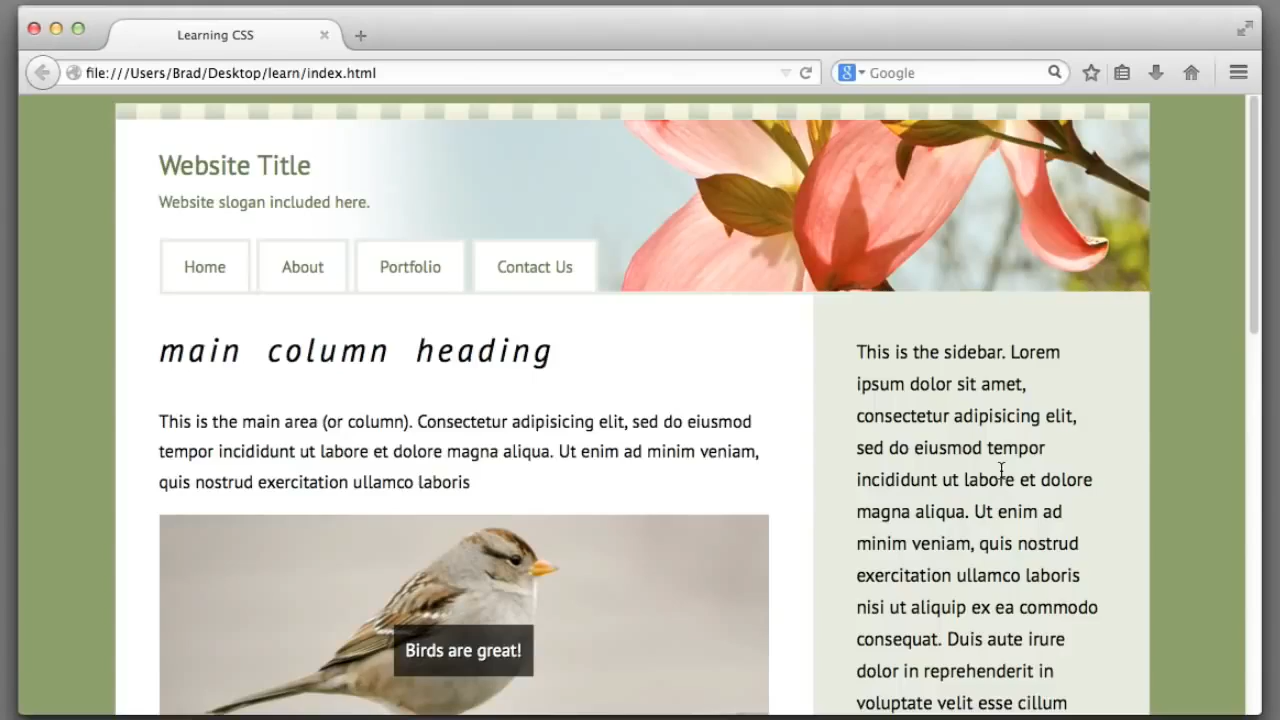 Learning CSS
file:///Users/Brad/Desktop/learn/index.html
Google
Website Title
Website slogan included here.
Home
About
Portfolio
Contact Us
main column heading
This is the main area (or column). Consectetur adipisicing elit, sed do eiusmod
tempor incididunt ut labore et dolore magna aliqua. Ut enim ad minim veniam,
quis nostrud exercitation ullamco laboris
Birds are great!
This is the sidebar. Lorem
ipsum dolor sit amet,
consectetur adipisicing elit,
sed do eiusmod tempor
incididunt ut labore et dolore
magna aliqua. Ut enim ad
minim veniam, quis nostrud
exercitation ullamco laboris
nisi ut aliquip ex ea commodo
consequat. Duis aute irure
dolor in reprehenderit in
voluptate velit esse cillum